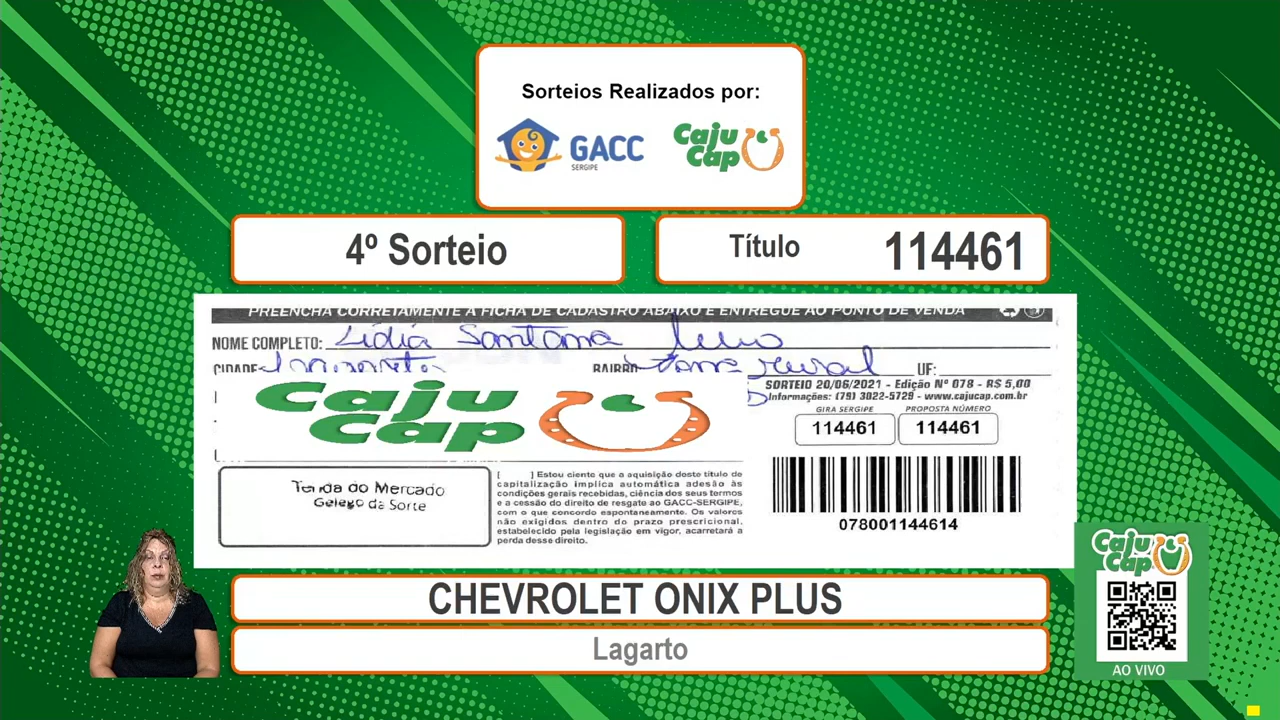 Sorteios Realizados por:
GACC
SERGIPE
Caju
Cap
4º Sorteio
Título
114461
PREENCHA CORRETAMENTE A FICHA DE CADASTRO ABAIXO E ENTREGUE AO PONTO DE VENDA
NOME COMPLETO: Lidia Santana
CIDADE
BAIRRO rural UF:
Caju
Cap
SORTEIO 20/06/2021 - Edição Nº 078 - R$ 5,00
Informações: (79) 3022-5729 - www.cajucap.com.br
GIRA SERGIPE
PROPOSTA NÚMERO
114461
114461
078001144614
Tenda do Mercado
Galego da Sorte
[ ] Estou ciente que a aquisição deste título de
capitalização implica automática adesão às
condições gerais recebidas, ciência dos seus termos
e a cessão do direito de resgate ao GACC-SERGIPE,
com o que concordo espontaneamente. Os valores
não exigidos dentro do prazo prescricional,
estabelecido pela legislação em vigor, acarretará a
perda desse direito.
CHEVROLET ONIX PLUS
Lagarto
Caju
Cap
AO VIVO